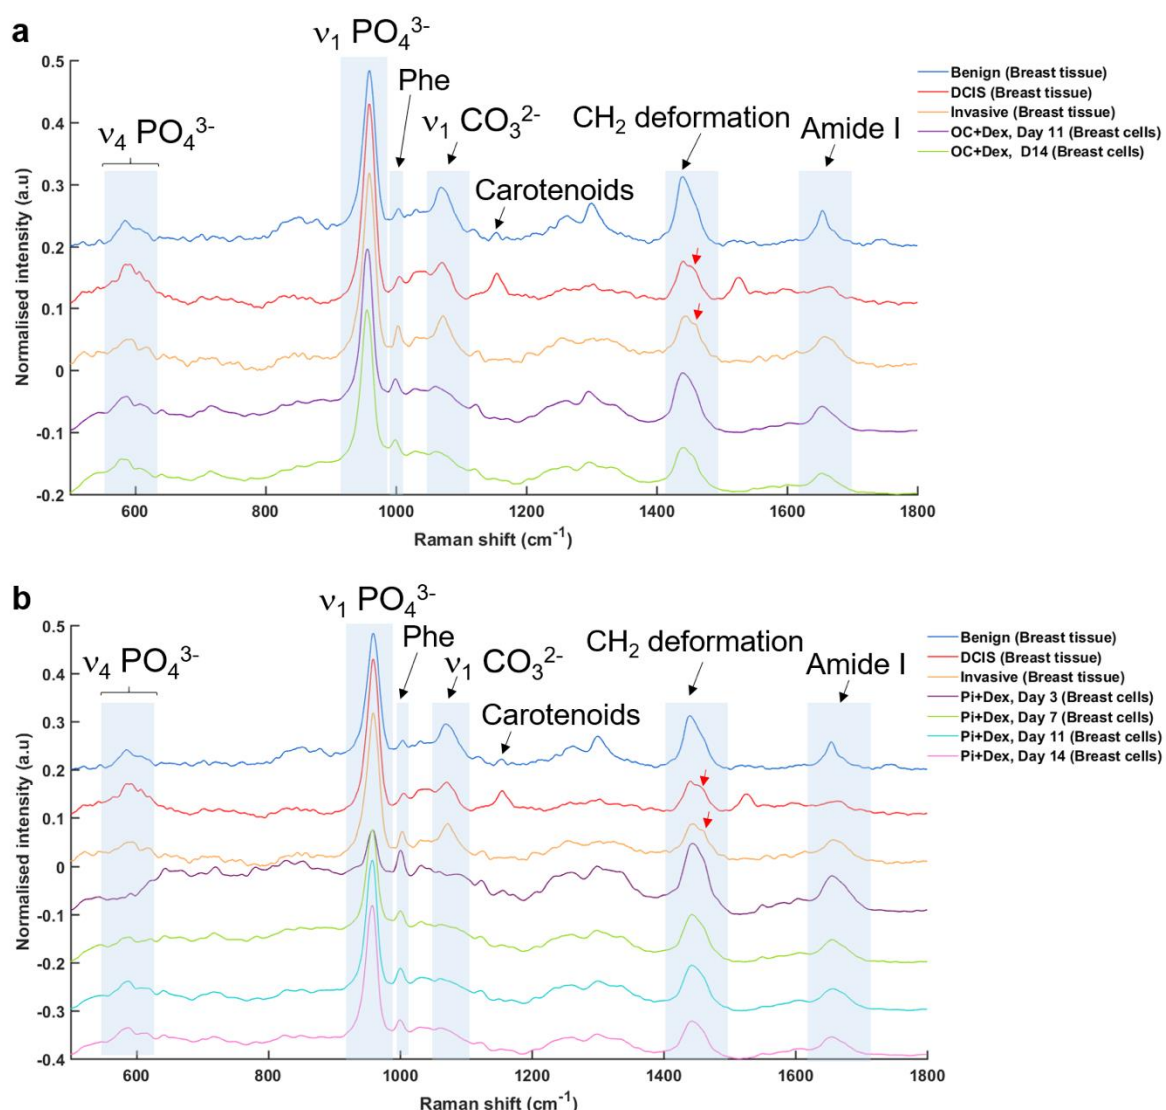 a
ν₁ PO₄³⁻
Phe
ν₄ PO₄³⁻
ν₁ CO₃²⁻
CH₂ deformation
Amide I
Carotenoids
Benign (Breast tissue)
DCIS (Breast tissue)
Invasive (Breast tissue)
OC+Dex, Day 11 (Breast cells)
OC+Dex, D14 (Breast cells)
Normalised intensity (a.u)
0.5
0.4
0.3
0.2
0.1
0
-0.1
-0.2
600
800
1000
1200
1400
1600
1800
Raman shift (cm⁻¹)
b
ν₁ PO₄³⁻
Phe
ν₄ PO₄³⁻
ν₁ CO₃²⁻
CH₂ deformation
Amide I
Carotenoids
Benign (Breast tissue)
DCIS (Breast tissue)
Invasive (Breast tissue)
Pi+Dex, Day 3 (Breast cells)
Pi+Dex, Day 7 (Breast cells)
Pi+Dex, Day 11 (Breast cells)
Pi+Dex, Day 14 (Breast cells)
Normalised intensity (a.u)
0.5
0.4
0.3
0.2
0.1
0
-0.1
-0.2
-0.3
-0.4
600
800
1000
1200
1400
1600
1800
Raman shift (cm⁻¹)